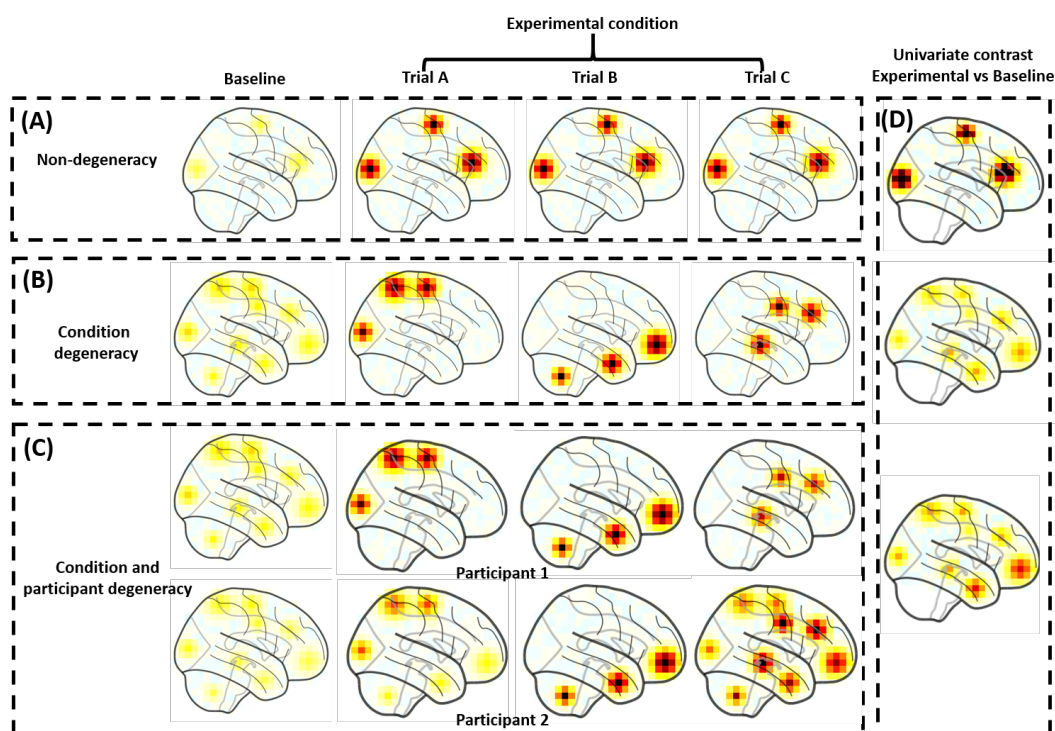 Experimental condition
Univariate contrast
Experimental vs Baseline
Baseline
Trial A
Trial B
Trial C
(A)
Non-degeneracy
(D)
(B)
Condition
degeneracy
(C)
Condition and
participant degeneracy
Participant 1
Participant 2